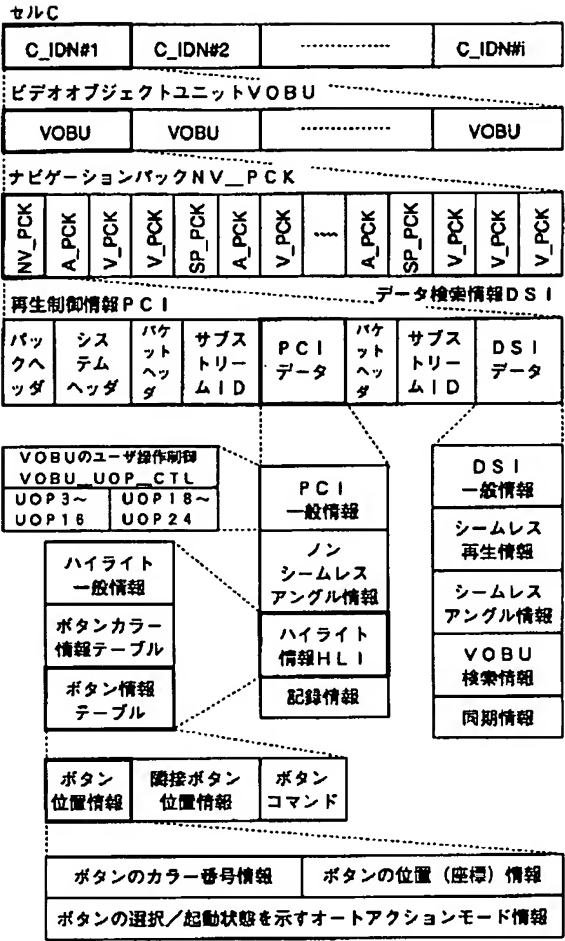 セルC
C_IDN#1 C_IDN#2 C_IDN#i
ビデオオブジェクトユニットVOBU
VOBU VOBU VOBU
ナビゲーションパックNV_PCK
NV_PCK A_PCK V_PCK V_PCK SP_PCK A_PCK V_PCK A_PCK SP_PCK V_PCK V_PCK V_PCK
再生制御情報PCI
データ検索情報DSI
パッ
クヘ
ッダ
シス
テム
ヘッダ
パケ
ット
ヘッ
ダ
サブス
トリー
ムID
PCI
データ
パケ
ット
ヘッ
ダ
サブス
トリー
ムID
DSI
データ
VOBUのユーザ操作制御
VOBU_UOP_CTL
UOP3~
UOP16
UOP18~
UOP24
PCI
一般情報
ノン
シームレス
アングル情報
ハイライト
情報HLI
記録情報
DSI
一般情報
シームレス
再生情報
シームレス
アングル情報
VOBU
検索情報
同期情報
ハイライト
一般情報
ボタンカラー
情報テーブル
ボタン情報
テーブル
ボタン
位置情報
隣接ボタン
位置情報
ボタン
コマンド
ボタンのカラー番号情報
ボタンの位置(座標)情報
ボタンの選択/起動状態を示すオートアクションモード情報